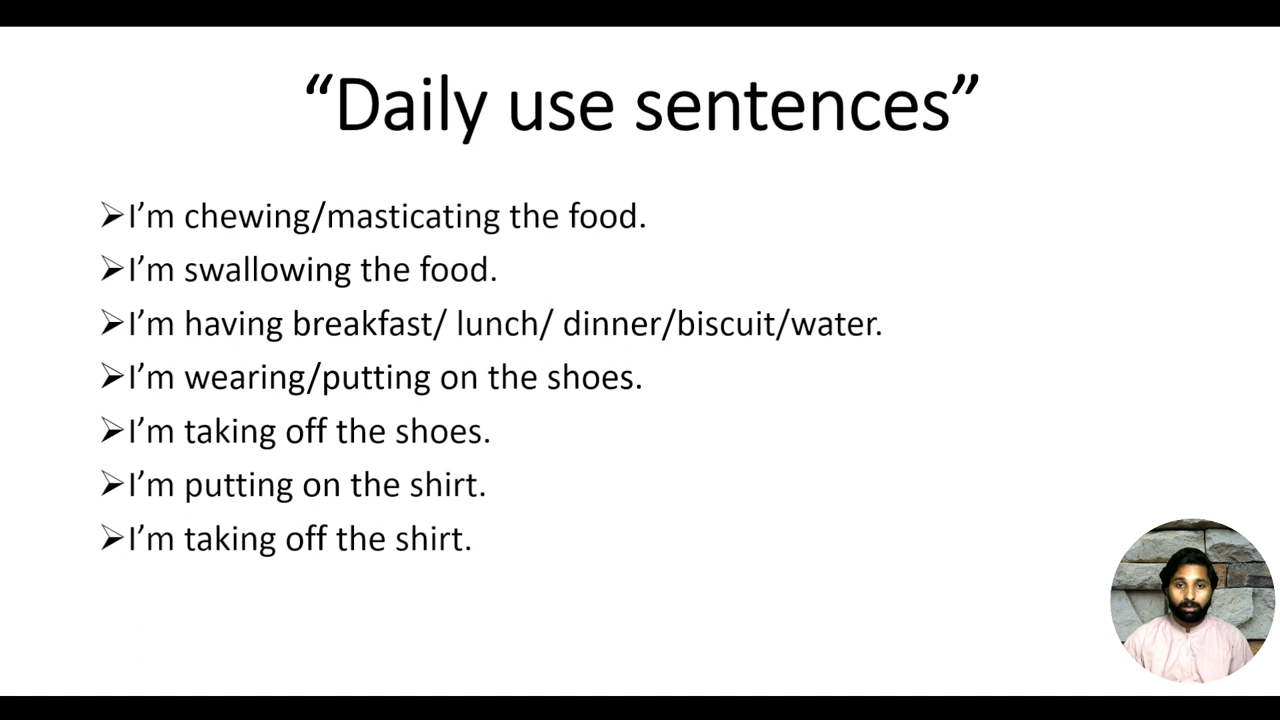 “Daily use sentences”
➢I’m chewing/masticating the food.
➢I’m swallowing the food.
➢I’m having breakfast/ lunch/ dinner/biscuit/water.
➢I’m wearing/putting on the shoes.
➢I’m taking off the shoes.
➢I’m putting on the shirt.
➢I’m taking off the shirt.